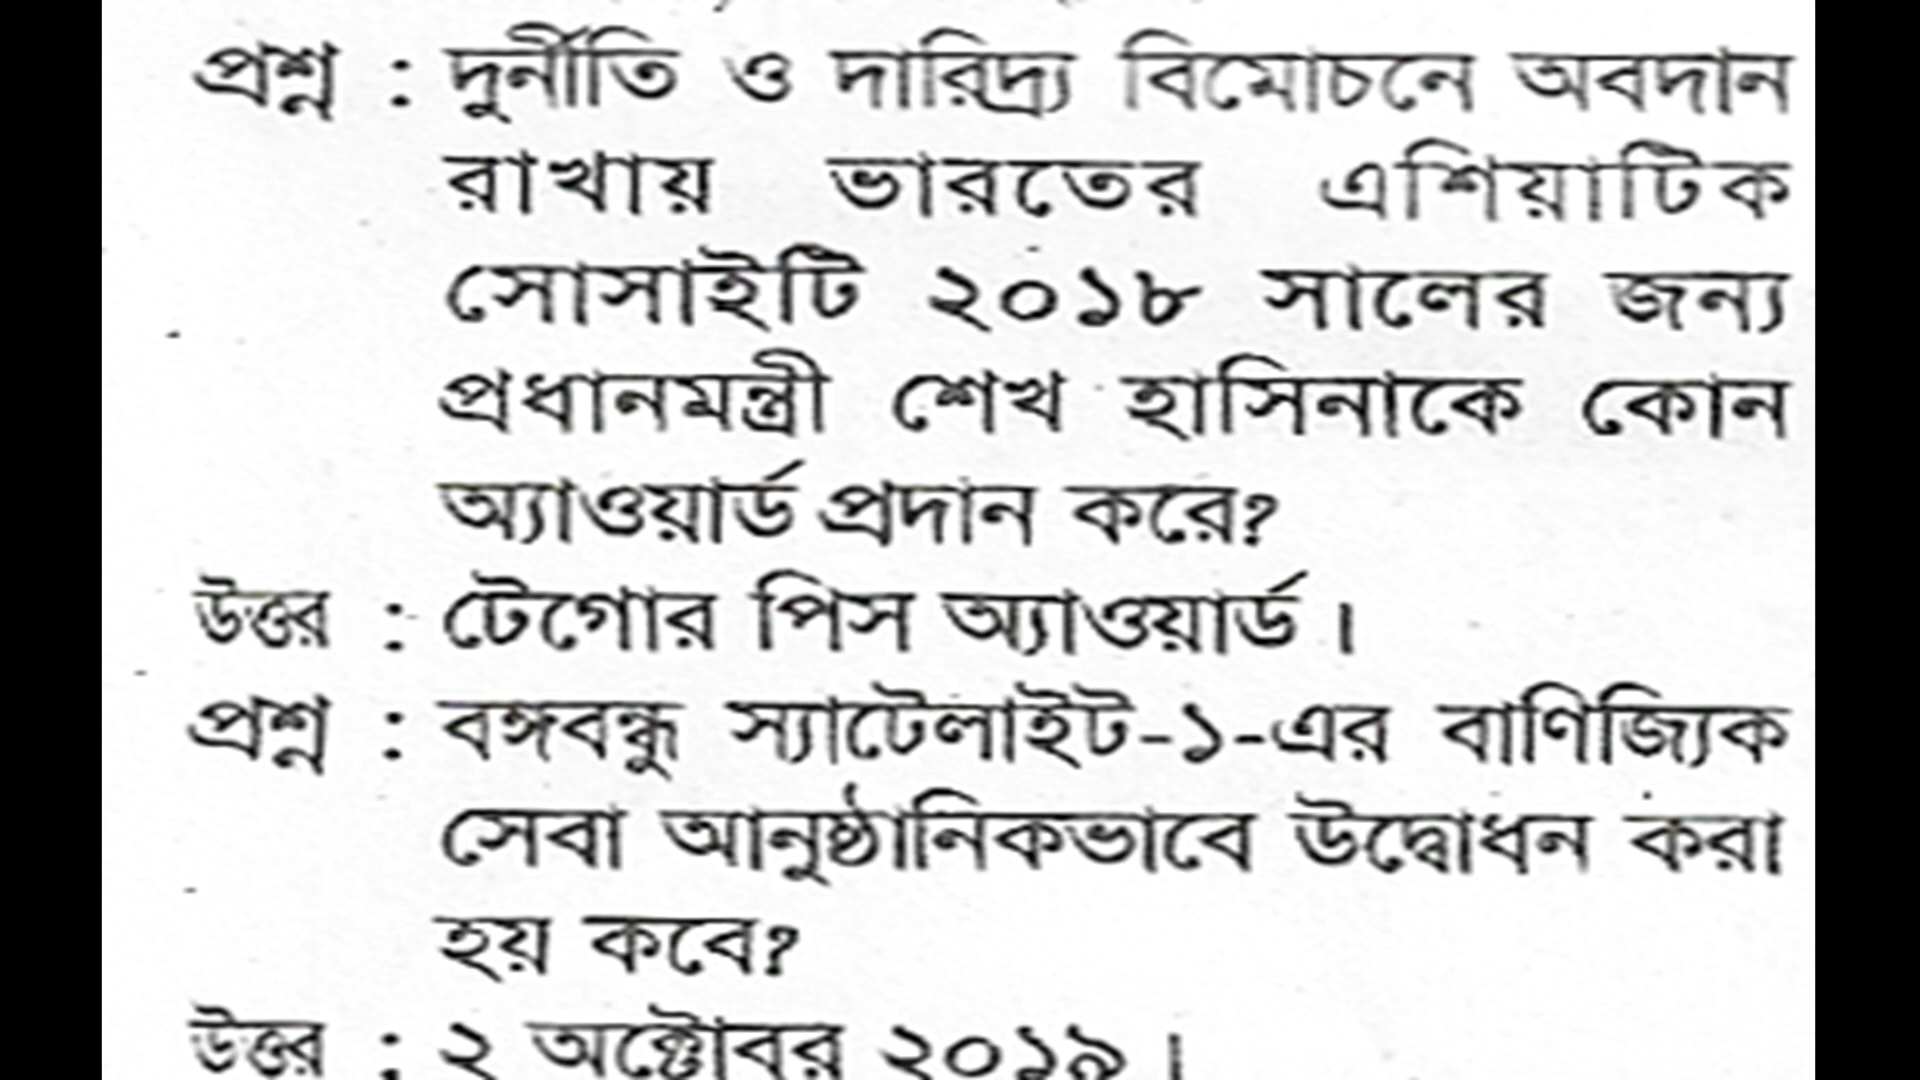 প্রশ্ন : দুর্নীতি ও দারিদ্র্য বিমোচনে অবদান
রাখায় ভারতের এশিয়াটিক
সোসাইটি ২০১৮ সালের জন্য
প্রধানমন্ত্রী শেখ হাসিনাকে কোন
অ্যাওয়ার্ড প্রদান করে?
উত্তর : টেগোর পিস অ্যাওয়ার্ড।
প্রশ্ন : বঙ্গবন্ধু স্যাটেলাইট-১-এর বাণিজ্যিক
সেবা আনুষ্ঠানিকভাবে উদ্বোধন করা
হয় কবে?
উত্তর : ২ অক্টোবর ২০১৯।